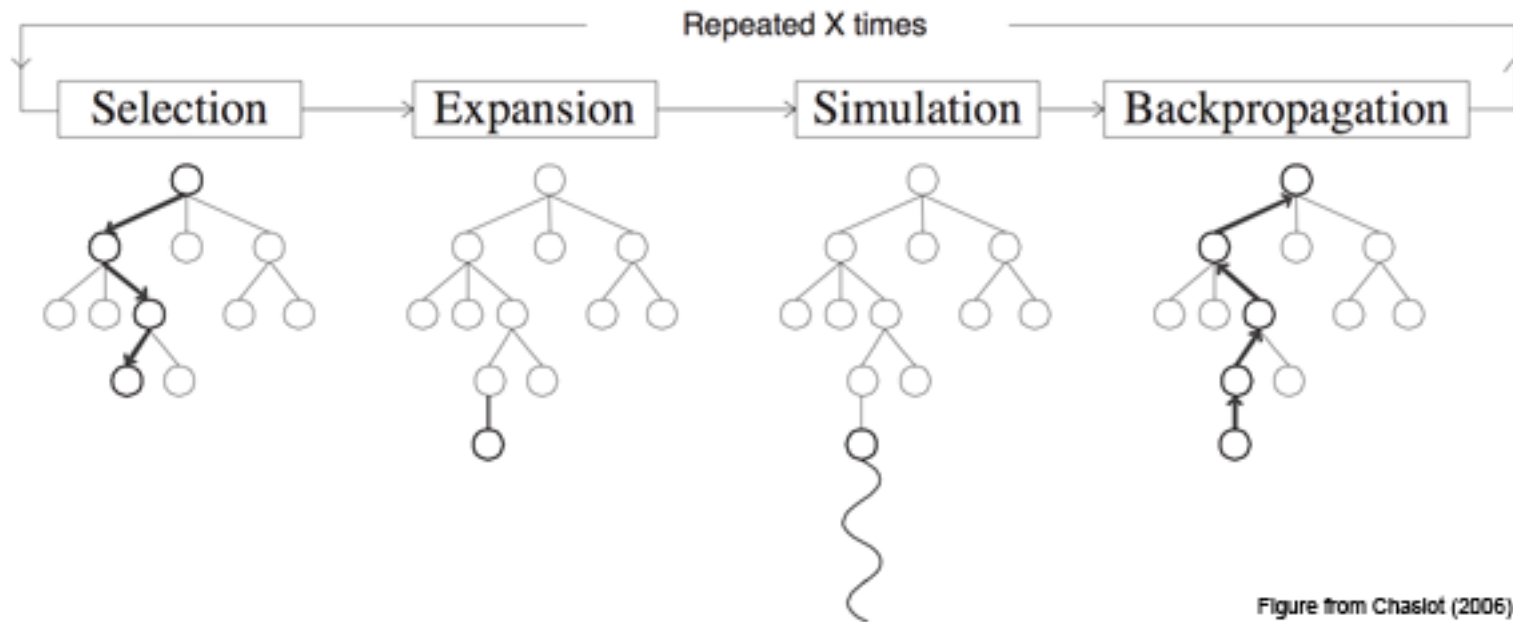 Repeated X times
Selection Expansion Simulation Backpropagation
Figure from Chaslot (2006)